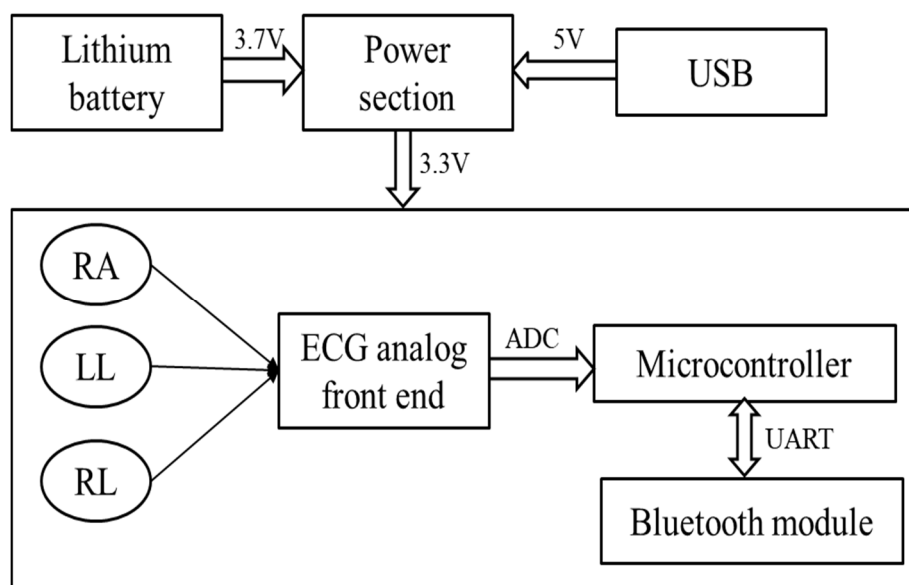 Lithium
battery
3.7V
Power
section
5V
USB
3.3V
RA
LL
RL
ECG analog
front end
ADC
Microcontroller
UART
Bluetooth module